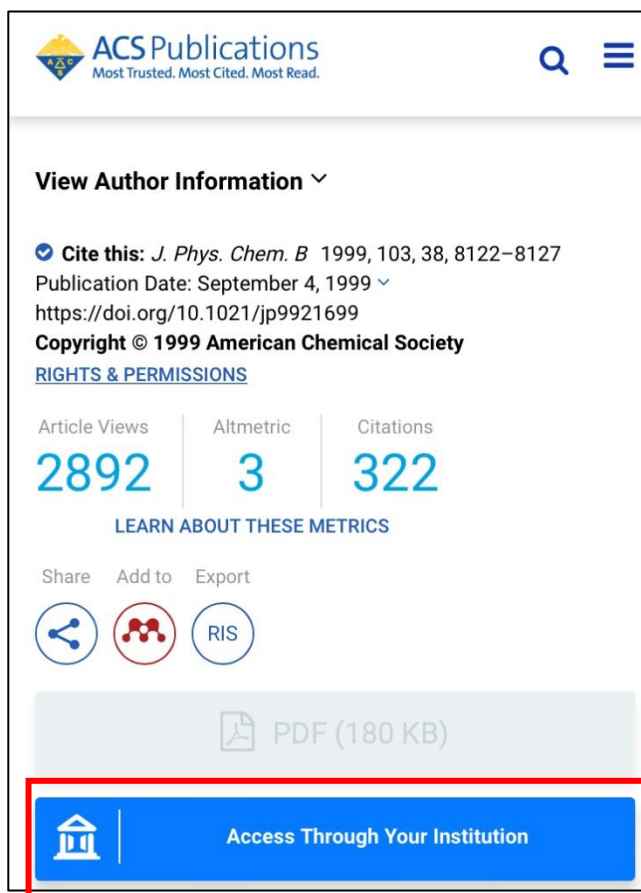 ACS Publications
Most Trusted. Most Cited. Most Read.
View Author Information
Cite this: J. Phys. Chem. B 1999, 103, 38, 8122–8127
Publication Date: September 4, 1999
https://doi.org/10.1021/jp9921699
Copyright © 1999 American Chemical Society
RIGHTS & PERMISSIONS
Article Views Altmetric Citations
2892 3 322
LEARN ABOUT THESE METRICS
Share Add to Export
RIS
PDF (180 KB)
Access Through Your Institution